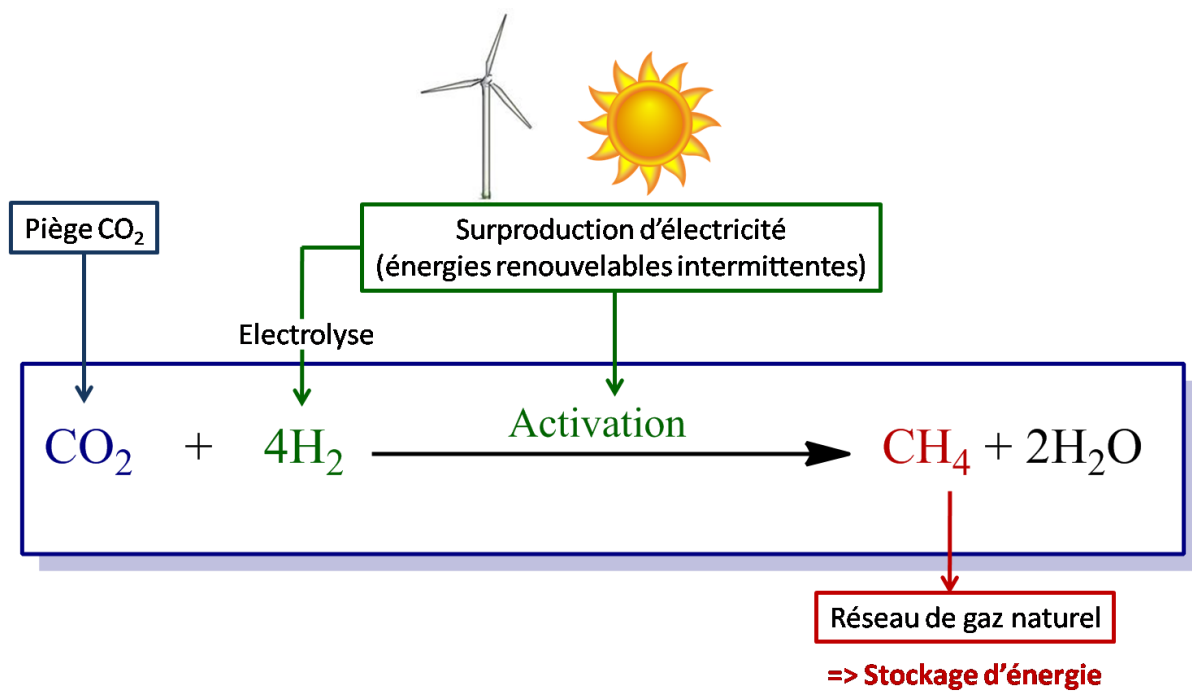 Piège CO₂
Surproduction d'électricité
(énergies renouvelables intermittentes)
Electrolyse
CO₂ + 4H₂ Activation CH₄ + 2H₂O
Réseau de gaz naturel
=> Stockage d'énergie